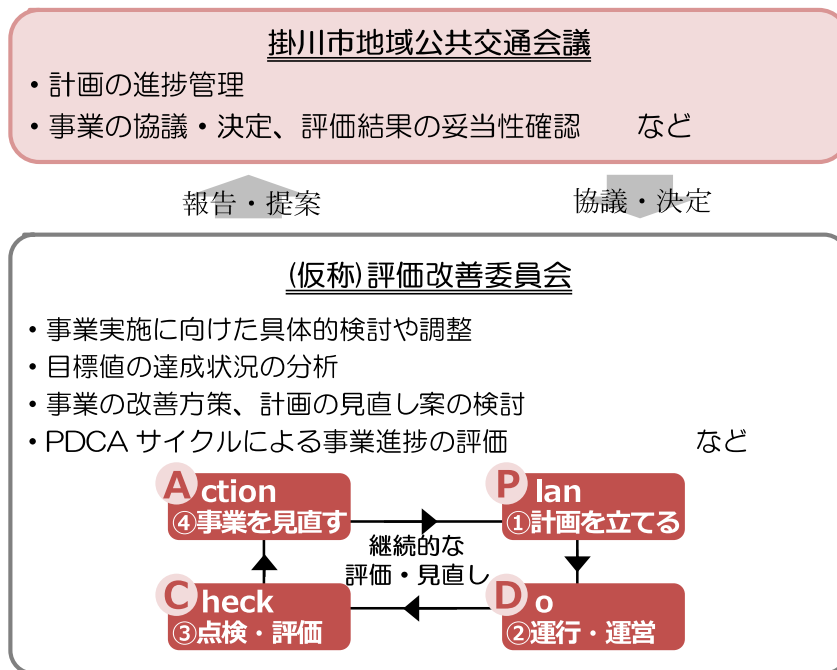 掛川市地域公共交通会議
・計画の進捗管理
・事業の協議・決定、評価結果の妥当性確認　　など
報告・提案
協議・決定
(仮称)評価改善委員会
・事業実施に向けた具体的検討や調整
・目標値の達成状況の分析
・事業の改善方策、計画の見直し案の検討
・PDCA サイクルによる事業進捗の評価　　など
Action
④事業を見直す
Plan
①計画を立てる
継続的な
評価・見直し
Check
③点検・評価
Do
②運行・運営